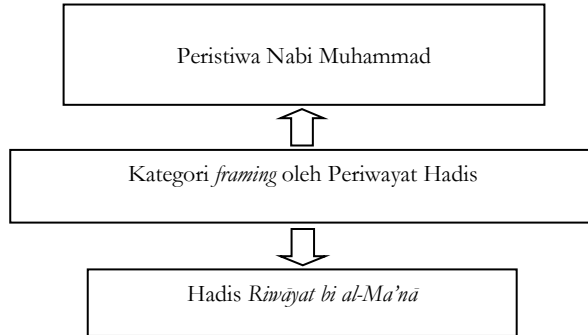 Peristiwa Nabi Muhammad
Kategori framing oleh Periwayat Hadis
Hadis Riwāyat bi al-Ma’nā